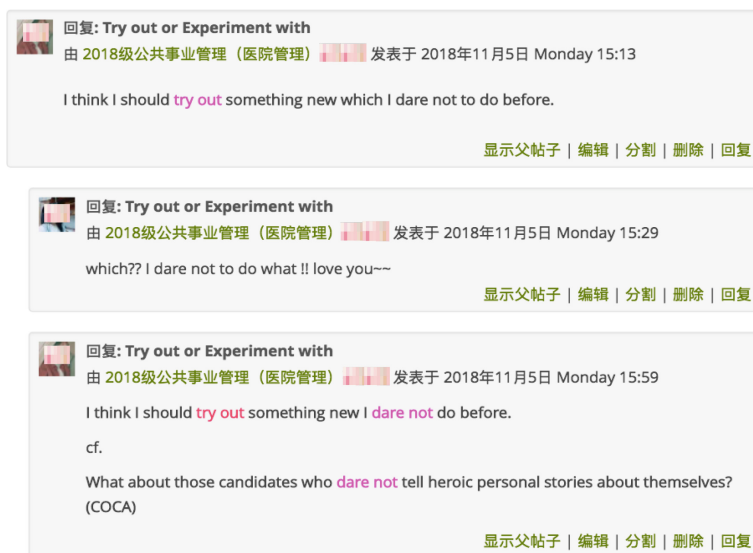 回复: Try out or Experiment with
由 2018级公共事业管理（医院管理） 发表于 2018年11月5日 Monday 15:13
I think I should try out something new which I dare not to do before.
显示父帖子 | 编辑 | 分割 | 删除 | 回复
回复: Try out or Experiment with
由 2018级公共事业管理（医院管理） 发表于 2018年11月5日 Monday 15:29
which?? I dare not to do what !! love you~~
显示父帖子 | 编辑 | 分割 | 删除 | 回复
回复: Try out or Experiment with
由 2018级公共事业管理（医院管理） 发表于 2018年11月5日 Monday 15:59
I think I should try out something new I dare not do before.
cf.
What about those candidates who dare not tell heroic personal stories about themselves?
(COCA)
显示父帖子 | 编辑 | 分割 | 删除 | 回复